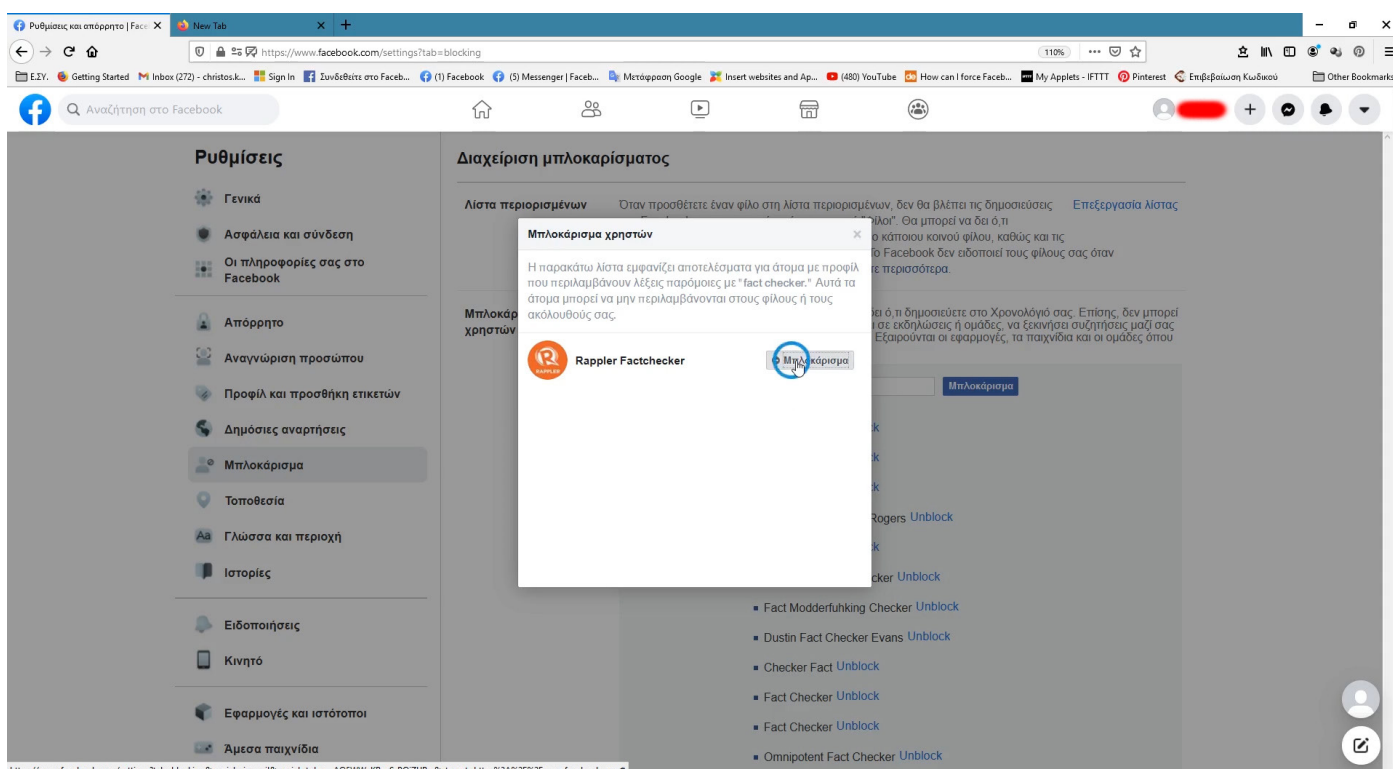 Ρυθμίσεις και απόρρητο | Face
New Tab
https://www.facebook.com/settings?tab=blocking
110%
Ε.ΣΥ. Getting Started Inbox (272) - christos.k... Sign In Συνδεθείτε στο Faceb... (1) Facebook (5) Messenger | Faceb... Μετάφραση Google Insert websites and Ap... (480) YouTube How can I force Faceb... My Applets - IFTTT Pinterest Επιβεβαίωση Κωδικού Other Bookmarks
Αναζήτηση στο Facebook
Ρυθμίσεις
Γενικά
Ασφάλεια και σύνδεση
Οι πληροφορίες σας στο
Facebook
Απόρρητο
Αναγνώριση προσώπου
Προφίλ και προσθήκη ετικετών
Δημόσιες αναρτήσεις
Μπλοκάρισμα
Τοποθεσία
Aa Γλώσσα και περιοχή
Ιστορίες
Ειδοποιήσεις
Κινητό
Εφαρμογές και ιστότοποι
Άμεσα παιχνίδια
Διαχείριση μπλοκαρίσματος
Λίστα περιορισμένων
Όταν προσθέτετε έναν φίλο στη λίστα περιορισμένων, δεν θα βλέπει τις δημοσιεύσεις
Επεξεργασία λίστας
Θα μπορεί να δει ό,τι
κάποιου κοινού φίλου, καθώς και τις
Το Facebook δεν ειδοποιεί τους φίλους σας όταν
περισσότερα.
Μπλοκάρ
χρηστών
ό,τι δημοσιεύετε στο Χρονολόγιό σας. Επίσης, δεν μπορεί
σε εκδηλώσεις ή ομάδες, να ξεκινήσει συζητήσεις μαζί σας
Εξαιρούνται οι εφαρμογές, τα παιχνίδια και οι ομάδες όπου
Μπλοκάρισμα
Μπλοκάρισμα χρηστών
Η παρακάτω λίστα εμφανίζει αποτελέσματα για άτομα με προφίλ
που περιλαμβάνουν λέξεις παρόμοιες με "fact checker." Αυτά τα
άτομα μπορεί να μην περιλαμβάνονται στους φίλους ή τους
ακόλουθούς σας.
RAPPLER
Rappler Factchecker
Μπλοκάρισμα
Rogers Unblock
cker Unblock
Fact Modderfuhking Checker Unblock
Dustin Fact Checker Evans Unblock
Checker Fact Unblock
Fact Checker Unblock
Fact Checker Unblock
Omnipotent Fact Checker Unblock